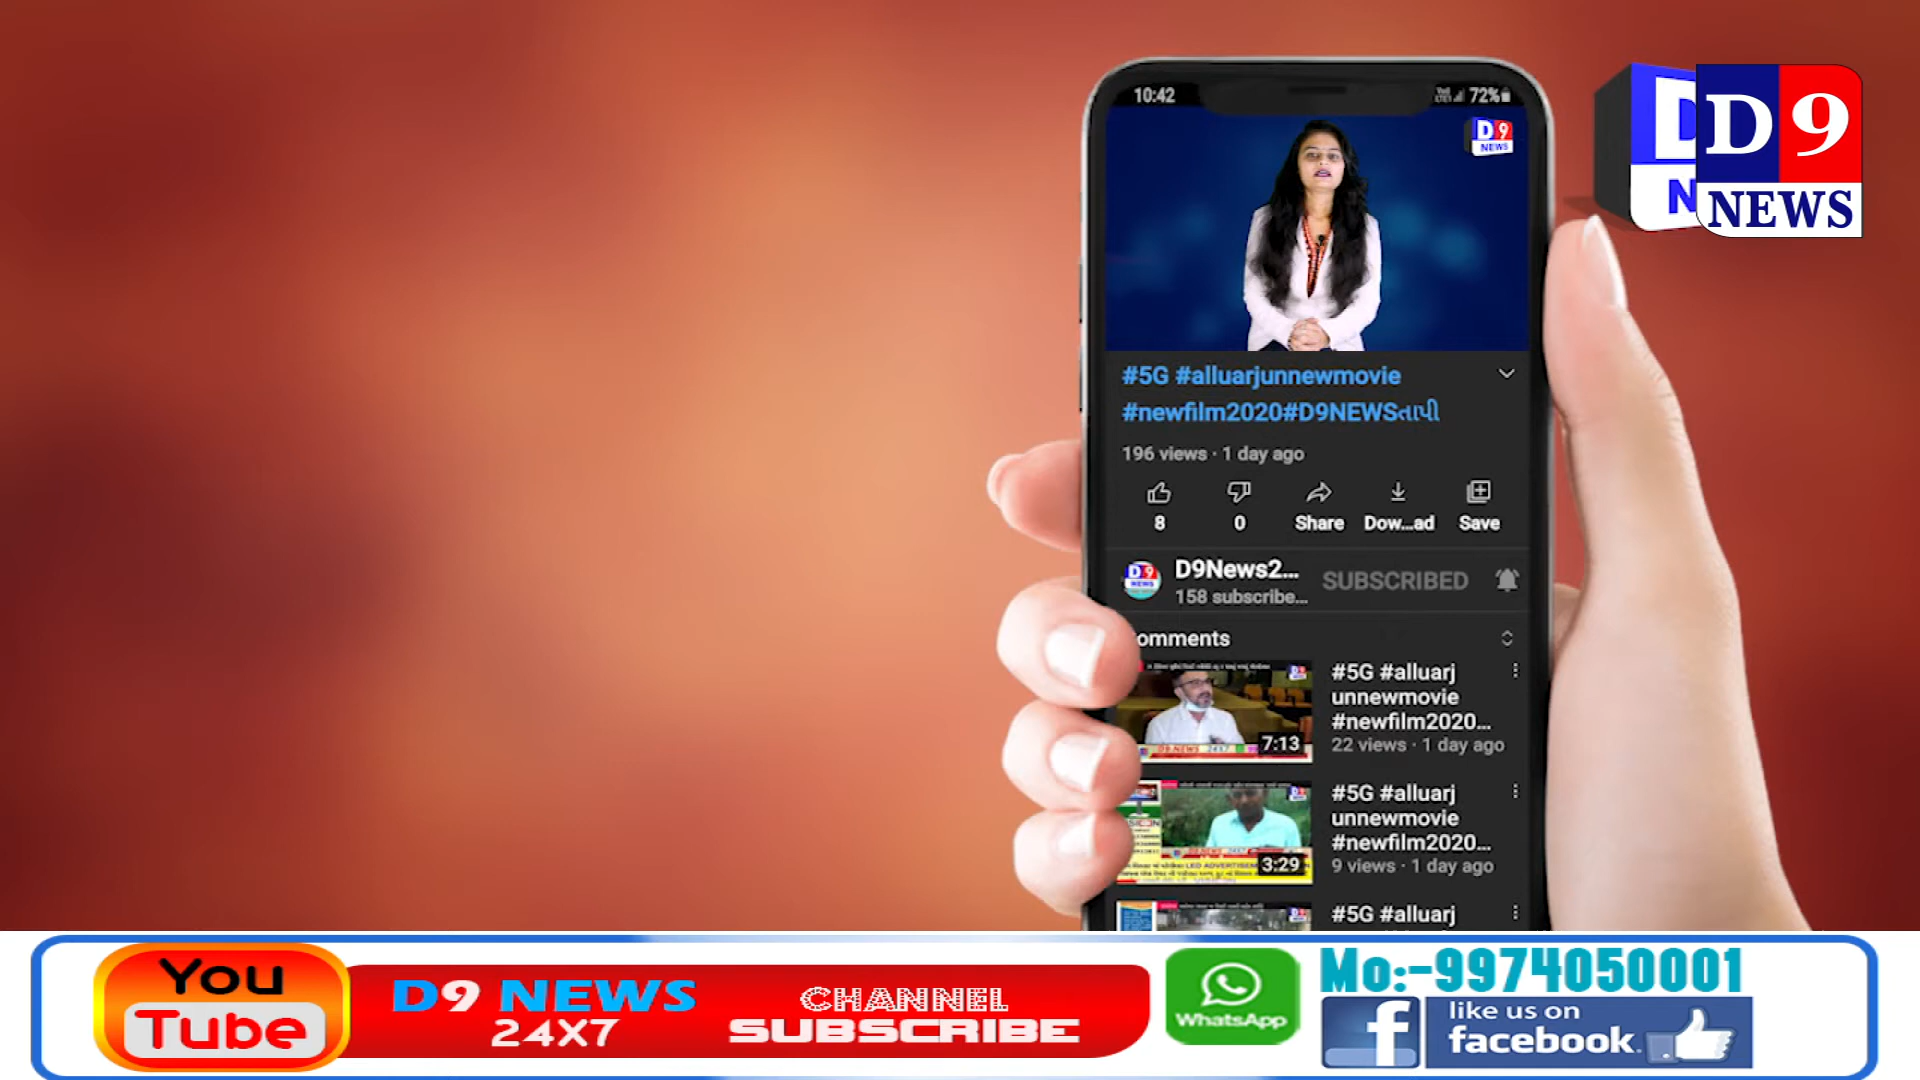 10:42
72%
D9
NEWS
D
N
D9
NEWS
#5G #alluarjunnewmovie
#newfilm2020#D9NEWSતાપી
196 views · 1 day ago
8
0
Share
Dow...ad
Save
D9News2...
SUBSCRIBED
158 subscribe...
omments
#5G #alluarj
unnewmovie
#newfilm2020...
22 views · 1 day ago
7:13
#5G #alluarj
unnewmovie
#newfilm2020...
9 views · 1 day ago
3:29
#5G #alluarj
You
Tube
D9 NEWS
24X7
CHANNEL
SUBSCRIBE
WhatsApp
Mo:-9974050001
like us on
facebook.